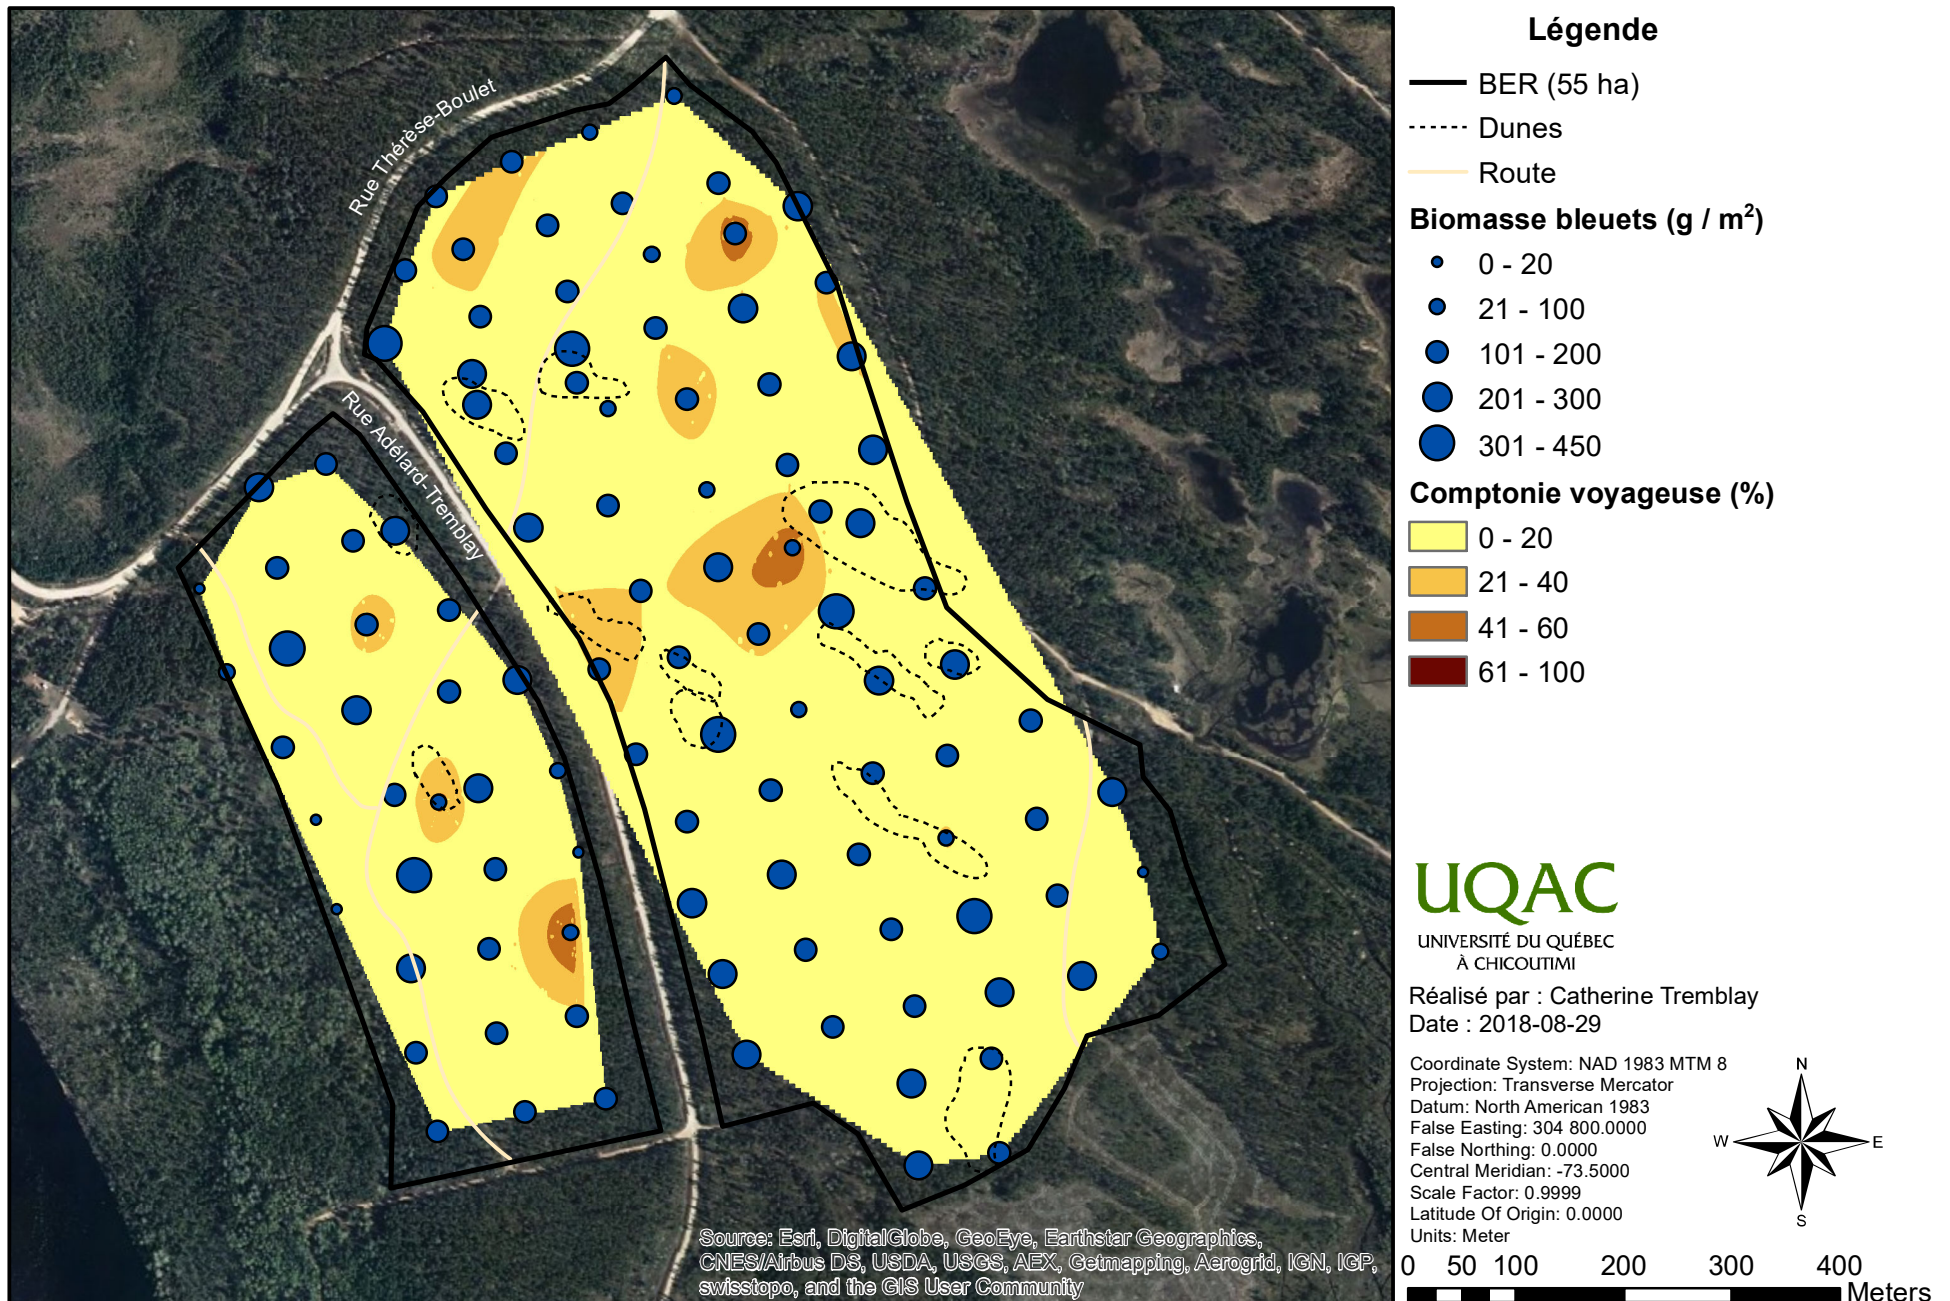 Rue Thérèse-Boulet
Rue Adélard-Tremblay
Source: Esri, DigitalGlobe, GeoEye, Earthstar Geographics,
CNES/Airbus DS, USDA, USGS, AEX, Getmapping, Aerogrid, IGN, IGP,
swisstopo, and the GIS User Community
Légende
BER (55 ha)
Dunes
Route
Biomasse bleuets (g / m²)
0 - 20
21 - 100
101 - 200
201 - 300
301 - 450
Comptonie voyageuse (%)
0 - 20
21 - 40
41 - 60
61 - 100
UQAC
UNIVERSITÉ DU QUÉBEC
À CHICOUTIMI
Réalisé par : Catherine Tremblay
Date : 2018-08-29
Coordinate System: NAD 1983 MTM 8
Projection: Transverse Mercator
Datum: North American 1983
False Easting: 304 800.0000
False Northing: 0.0000
Central Meridian: -73.5000
Scale Factor: 0.9999
Latitude Of Origin: 0.0000
Units: Meter
N
W E
S
0 50 100 200 300 400
Meters